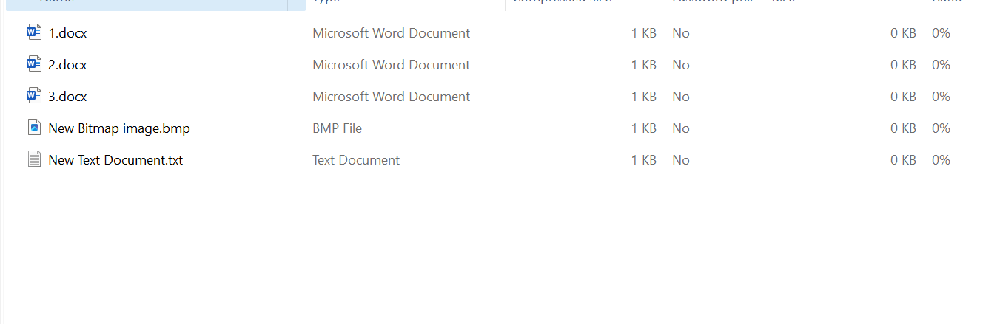 Name Type Compressed size Password pr... Size Ratio
1.docx Microsoft Word Document 1 KB No 0 KB 0%
2.docx Microsoft Word Document 1 KB No 0 KB 0%
3.docx Microsoft Word Document 1 KB No 0 KB 0%
New Bitmap image.bmp BMP File 1 KB No 0 KB 0%
New Text Document.txt Text Document 1 KB No 0 KB 0%